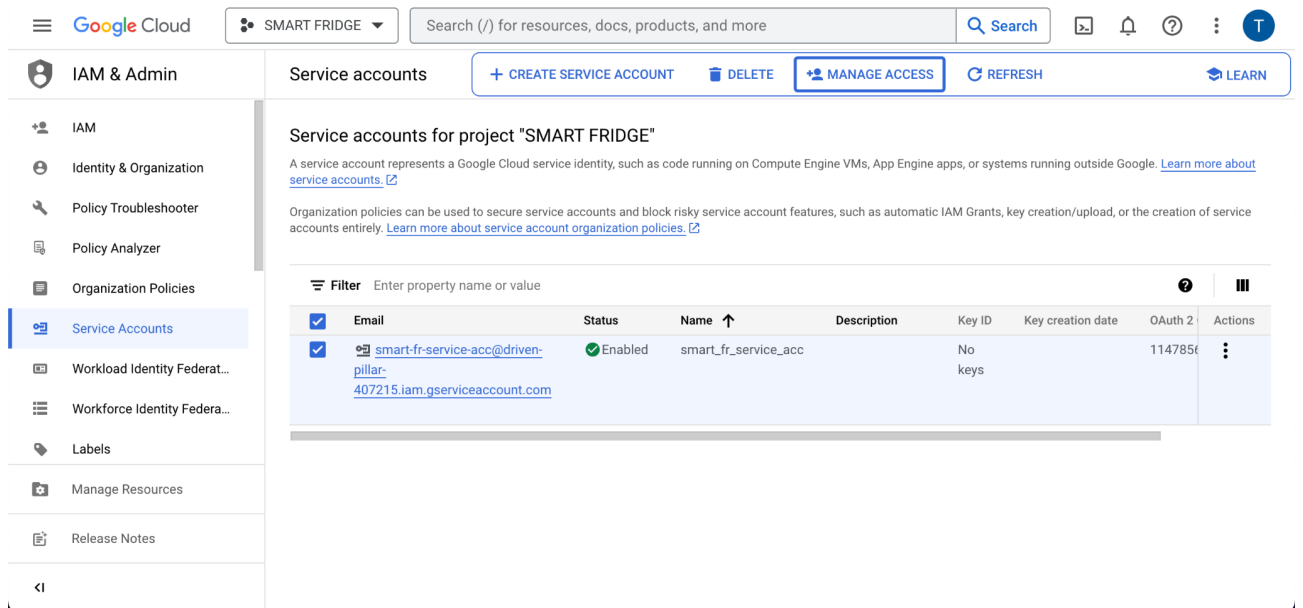 Google Cloud
SMART FRIDGE
Search (/) for resources, docs, products, and more
Search
T
IAM & Admin
Service accounts
+ CREATE SERVICE ACCOUNT
DELETE
MANAGE ACCESS
REFRESH
LEARN
IAM
Identity & Organization
Policy Troubleshooter
Policy Analyzer
Organization Policies
Service Accounts
Workload Identity Federat...
Workforce Identity Federa...
Labels
Manage Resources
Release Notes
Service accounts for project "SMART FRIDGE"
A service account represents a Google Cloud service identity, such as code running on Compute Engine VMs, App Engine apps, or systems running outside Google. Learn more about
service accounts.
Organization policies can be used to secure service accounts and block risky service account features, such as automatic IAM Grants, key creation/upload, or the creation of service
accounts entirely. Learn more about service account organization policies.
Filter Enter property name or value
Email Status Name Description Key ID Key creation date OAuth 2 Actions
smart-fr-service-acc@driven- Enabled smart_fr_service_acc No 1147856
pillar- keys
407215.iam.gserviceaccount.com